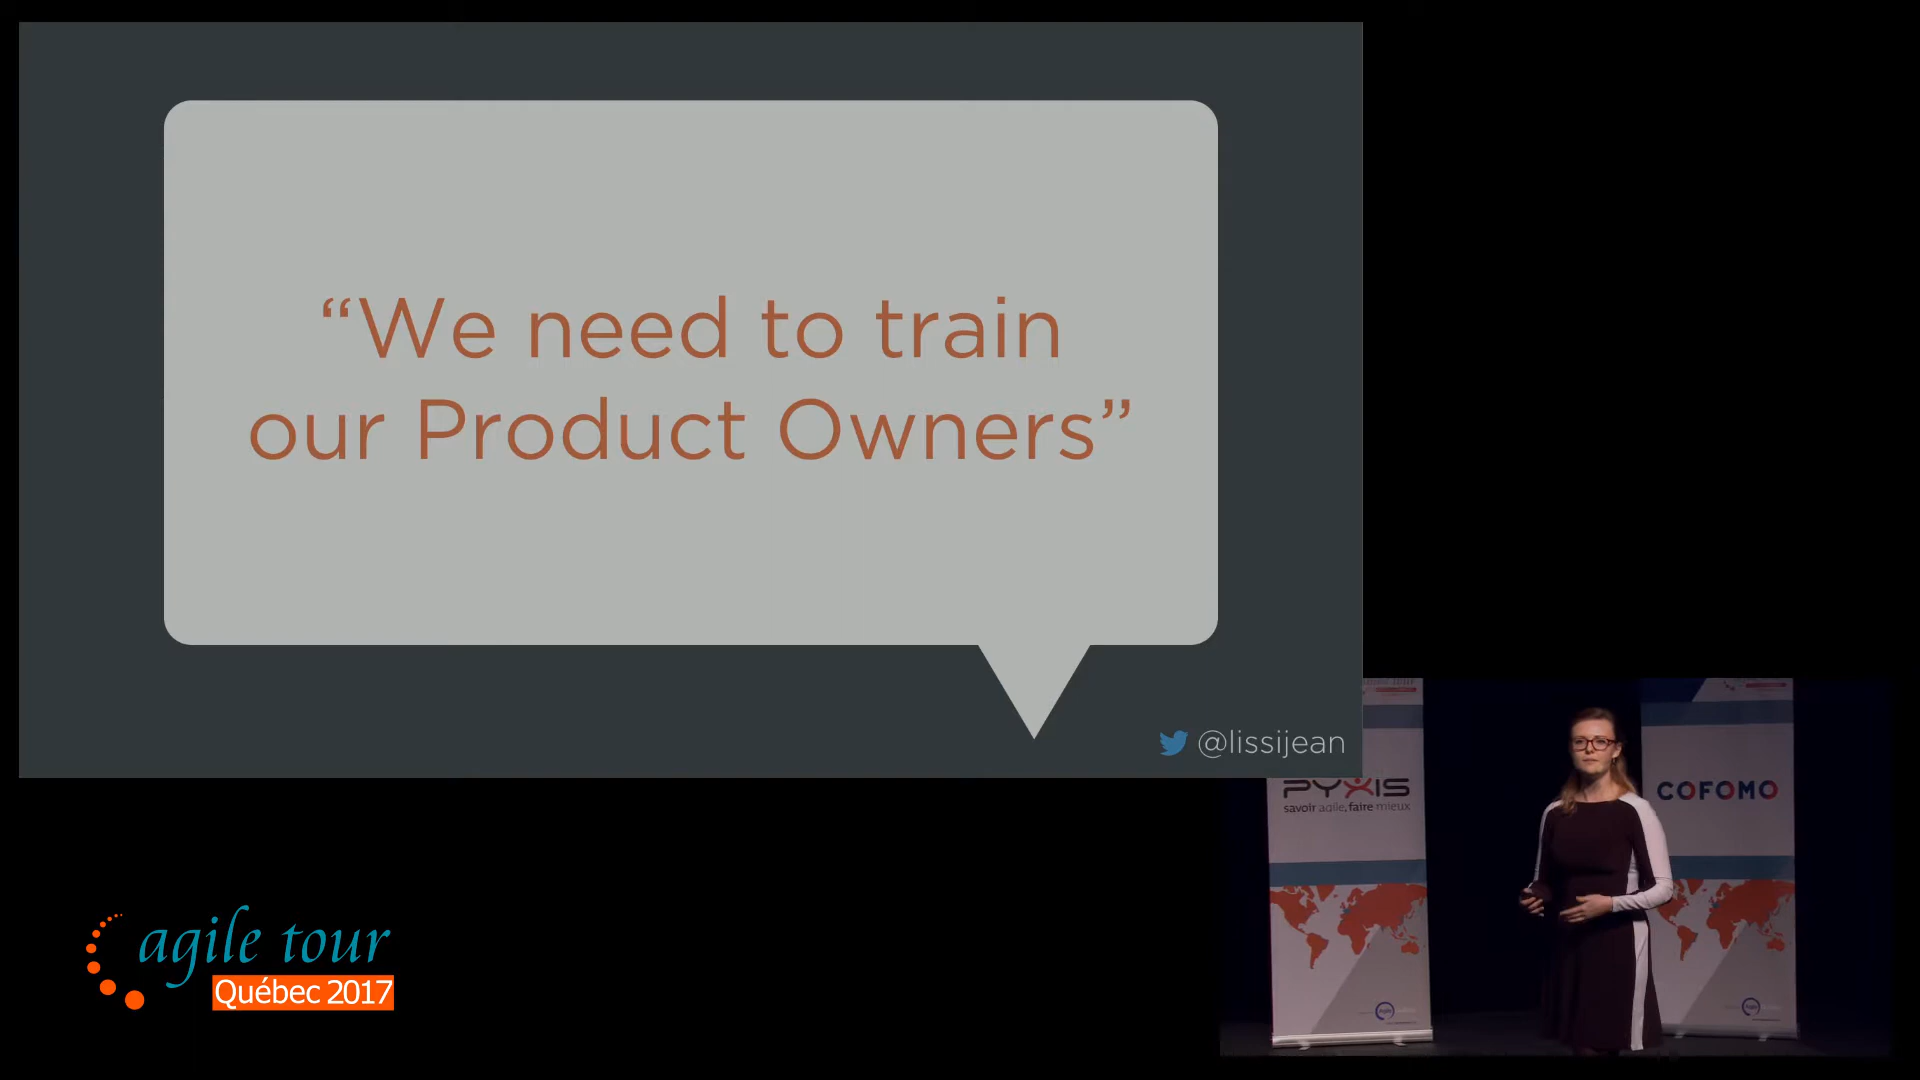 “We need to train
our Product Owners”
@lissijean
PYXIS
savoir agile, faire mieux
COFOMO
agile tour
Québec 2017